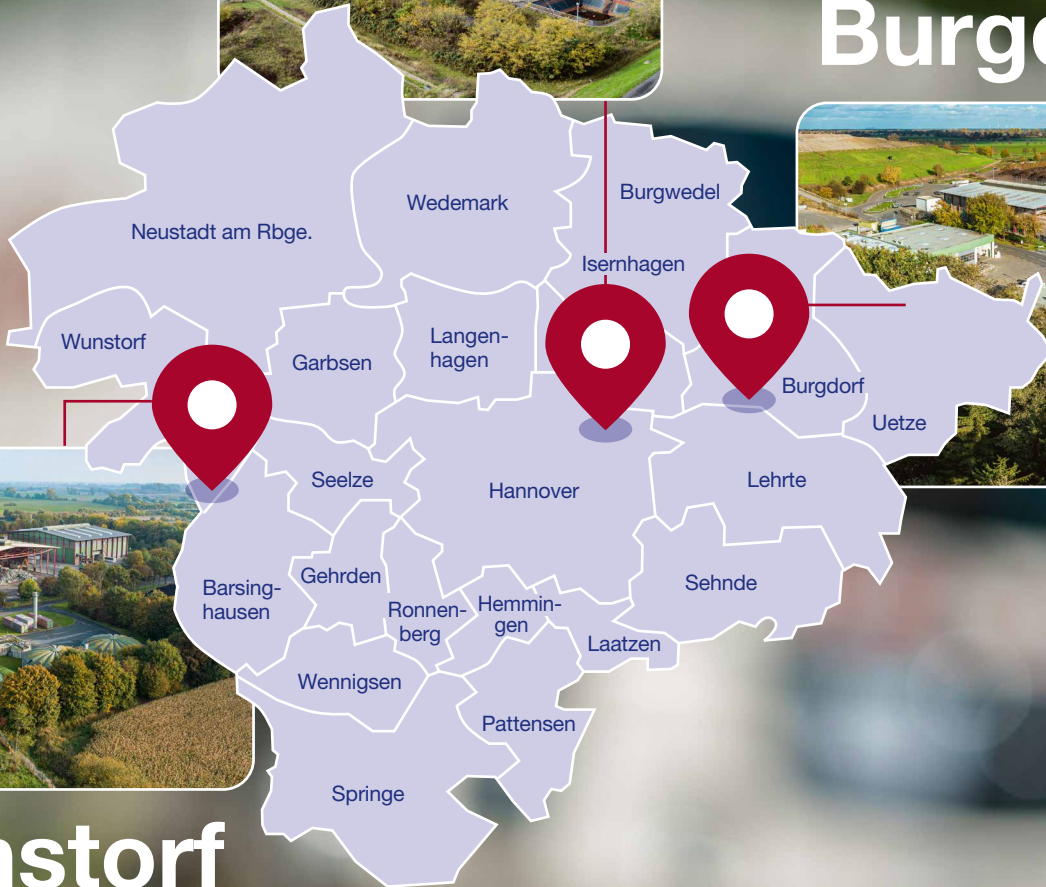 Burg
Burgwedel
Wedemark
Neustadt am Rbge.
Isernhagen
Wunstorf
Langen-
hagen
Garbsen
Burgdorf
Uetze
Seelze
Hannover
Lehrte
Gehrden
Barsing-
hausen
Sehnde
Ronnen-
berg
Hemmin-
gen
Laatzen
Wennigsen
Pattensen
Springe
nstorf